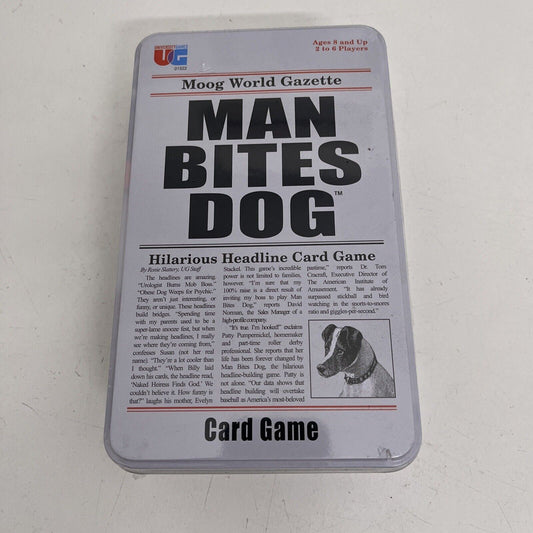 UNIVERSITY GAMES
UG
01822
Ages 8 and Up
2 to 6 Players
Moog World Gazette
MAN
BITES
DOG™
Hilarious Headline Card Game
By Rosie Slattery, UG Staff
The headlines are amazing.
"Urologist Burns Mob Boss."
"Obese Dog Weeps for Psychic."
They aren't just interesting, or
funny, or unique. These headlines
build bridges. "Spending time
with my parents used to be a
super-lame snooze fest, but when
we're making headlines, I really
see where they're coming from,"
confesses Susan (not her real
name). "They're a lot cooler than
I thought." "When Billy laid
down his cards, the headline read,
'Naked Heiress Finds God.' We
couldn't believe it. How funny is
that?" laughs his mother, Evelyn
Stackel. This game's incredible
power is not limited to families,
however. "I'm sure that my
100% raise is a direct result of
inviting my boss to play Man
Bites Dog," reports David
Norman, the Sales Manager of a
high-profile company.
"It's true. I'm hooked!" exclaims
Patty Pumpernickel, homemaker
and part-time roller derby
professional. She reports that her
life has been forever changed by
Man Bites Dog, the hilarious
headline-building game. Patty is
not alone. "Our data shows that
headline building will overtake
baseball as America's most-beloved
pastime," reports Dr. Tom
Executive Director of
The American Institute of
Amusement. "It has already
surpassed stickball and bird
watching in the snorts-to-snores
ratio and giggles-per-second."
Card Game